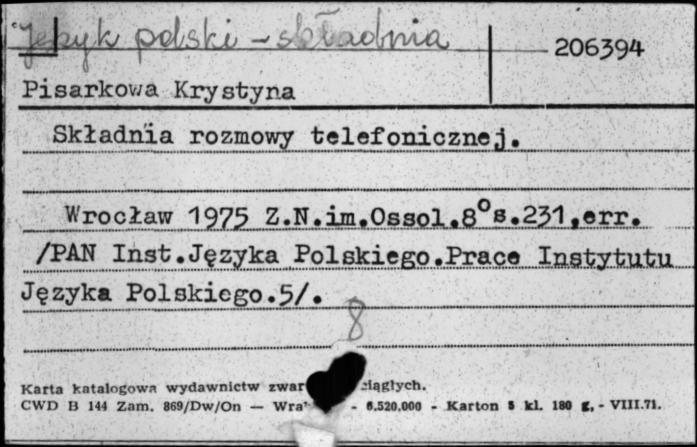 Język polski - składnia
206394
Pisarkowa Krystyna
Składnia rozmowy telefonicznej.
Wrocław 1975 Z.N.im.Ossol.8°s.231,err.
/PAN Inst.Języka Polskiego.Prace Instytutu
Języka Polskiego.5/.
8
Karta katalogowa wydawnictw zwar ciągłych.
CWD B 144 Zam. 869/Dw/On — Wra - 6.520.000 - Karton 5 kl. 180 g, - VIII.71.